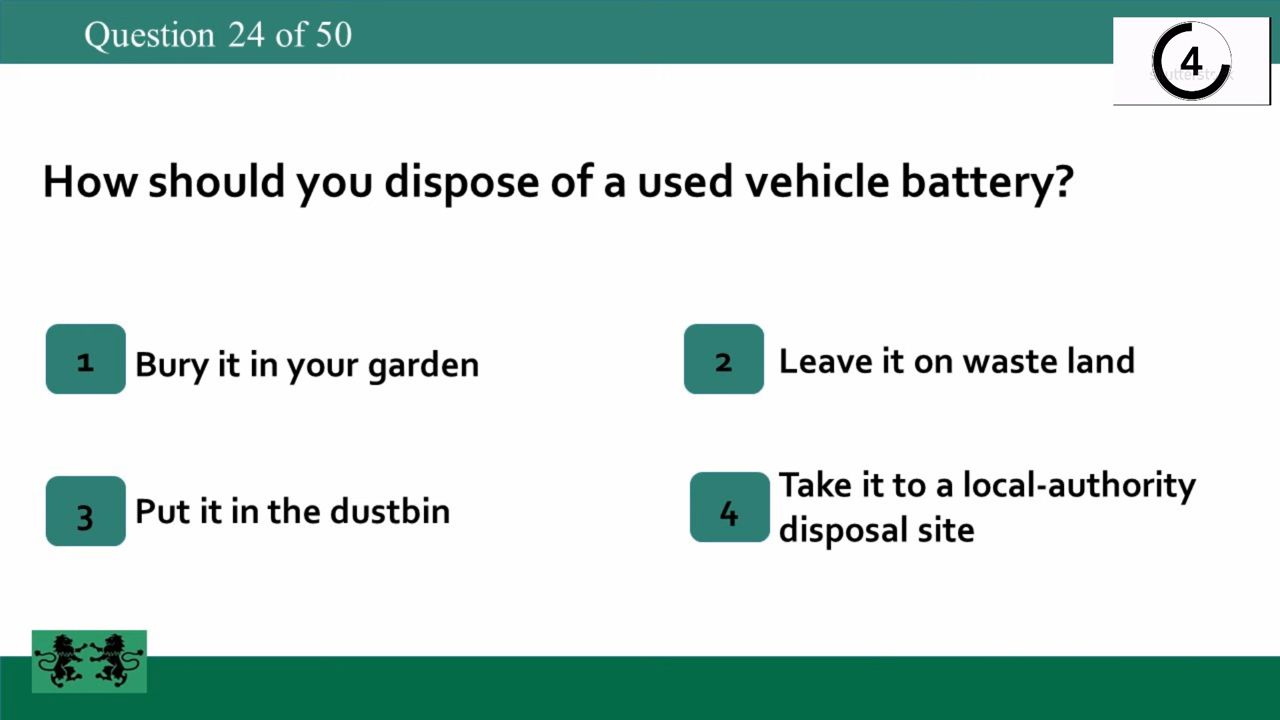 Question 24 of 50
4
How should you dispose of a used vehicle battery?
1 Bury it in your garden
2 Leave it on waste land
3 Put it in the dustbin
4 Take it to a local-authority
disposal site